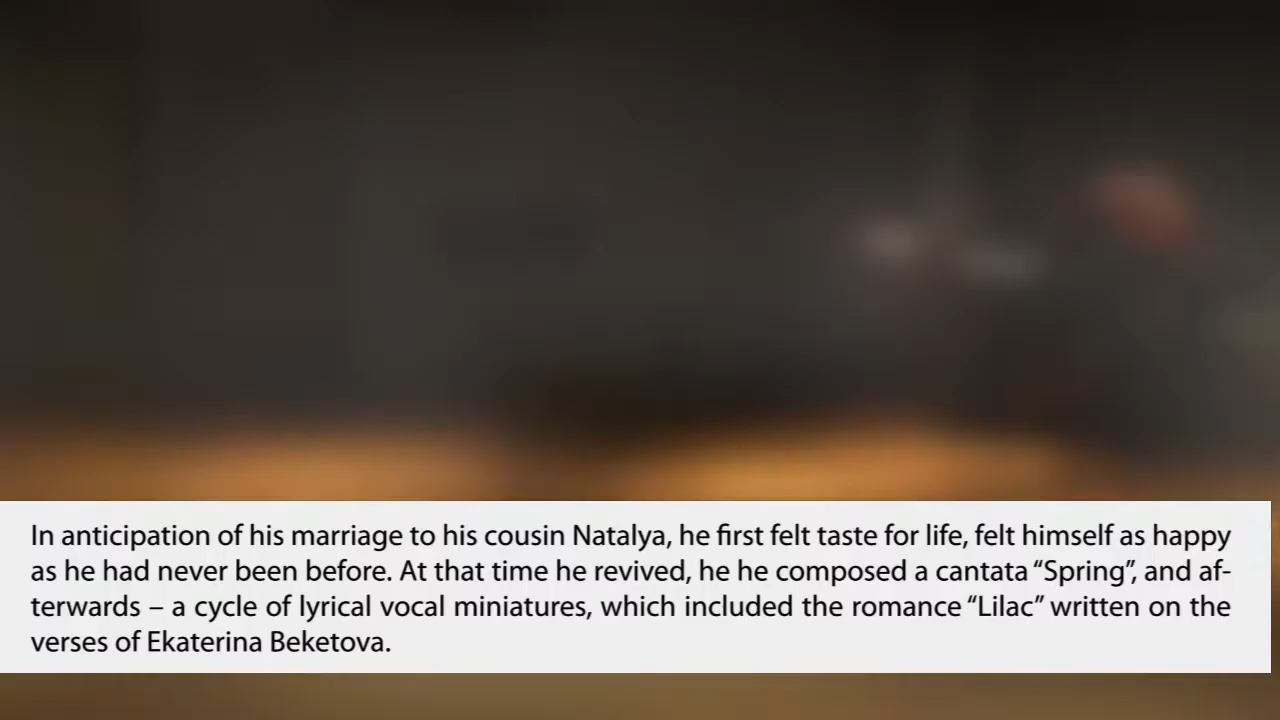 In anticipation of his marriage to his cousin Natalya, he first felt taste for life, felt himself as happy
as he had never been before. At that time he revived, he he composed a cantata “Spring”, and af-
terwards – a cycle of lyrical vocal miniatures, which included the romance “Lilac” written on the
verses of Ekaterina Beketova.